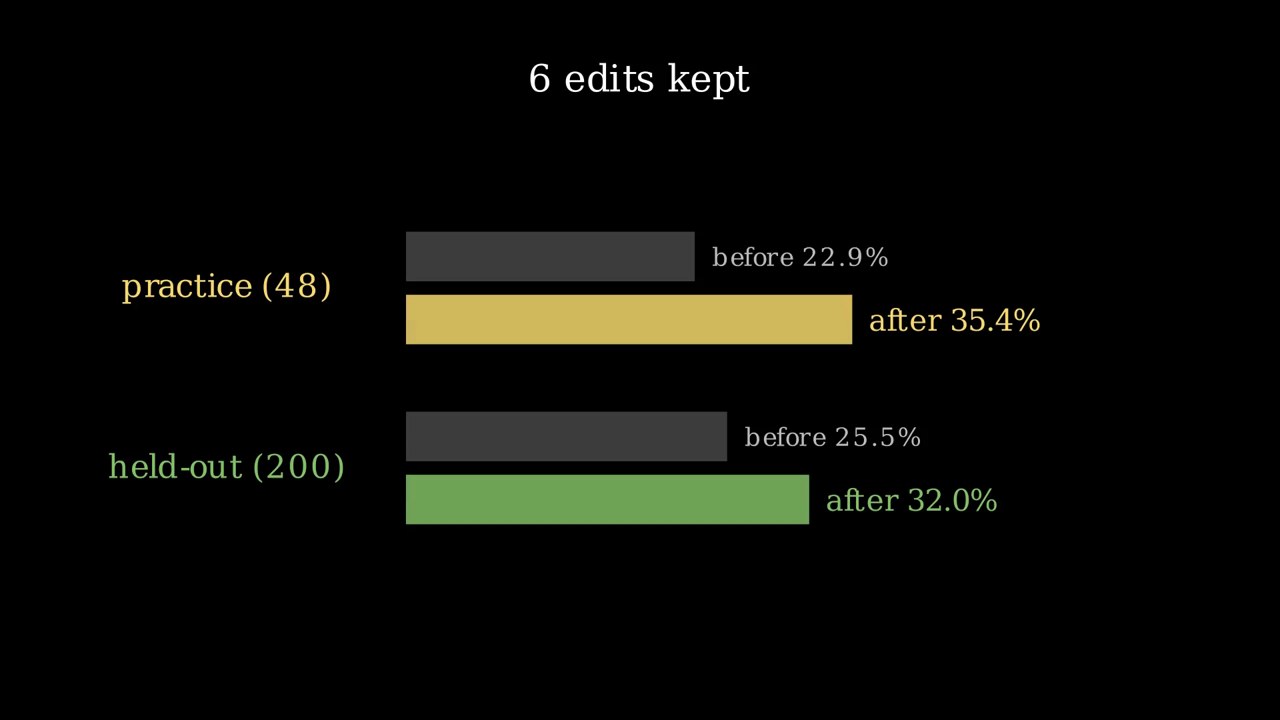 6 edits kept
before 22.9%
practice (48)
after 35.4%
before 25.5%
held-out (200)
after 32.0%